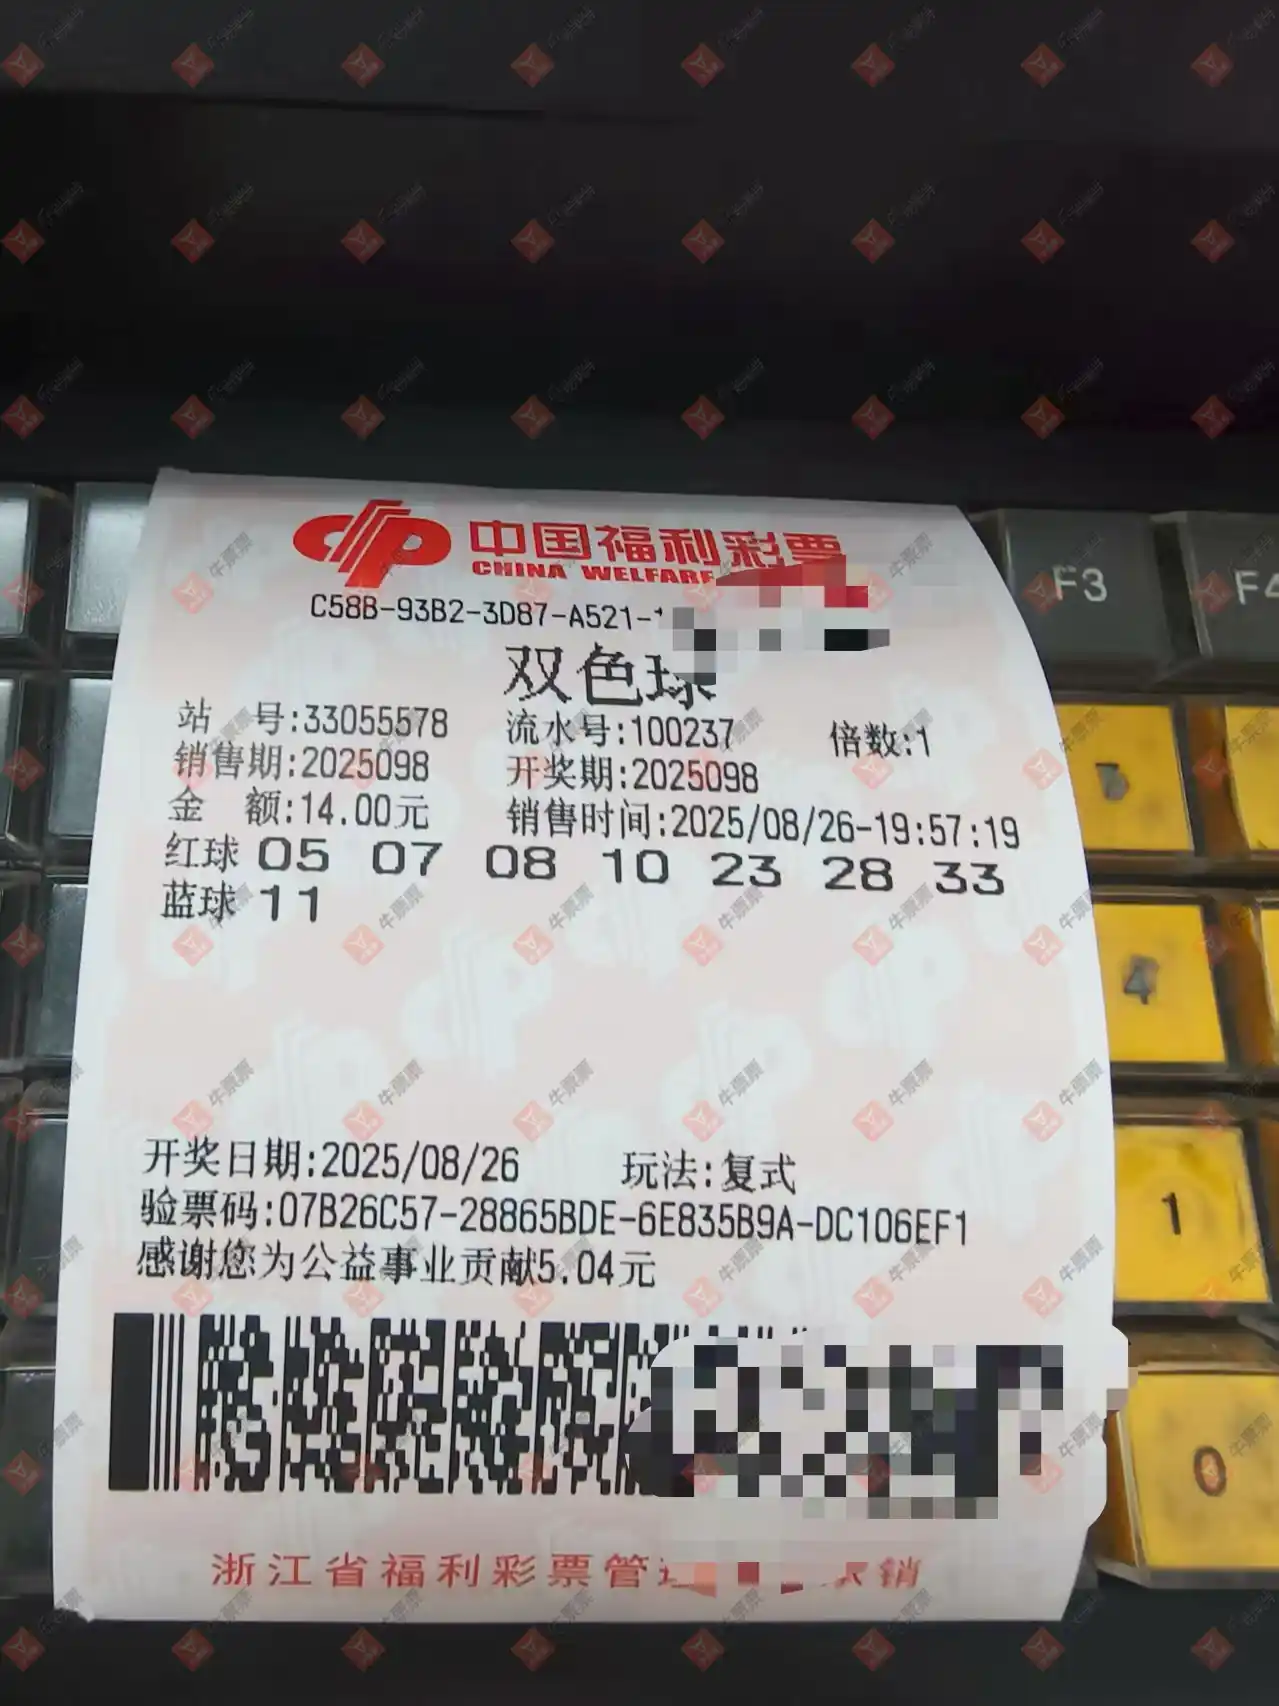 中国福利彩票
CHINA WELFARE
C58B-93B2-3D87-A521-
双色球
站 号:33055578 流水号:100237 倍数:1
销售期:2025098 开奖期:2025098
金 额:14.00元 销售时间:2025/08/26-19:57:19
红球 05 07 08 10 23 28 33
蓝球 11
开奖日期:2025/08/26 玩法:复式
验票码:07B26C57-28865BDE-6E835B9A-DC106EF1
感谢您为公益事业贡献5.04元
浙江省福利彩票管 销
F3
F4
4
1
0
牛票票